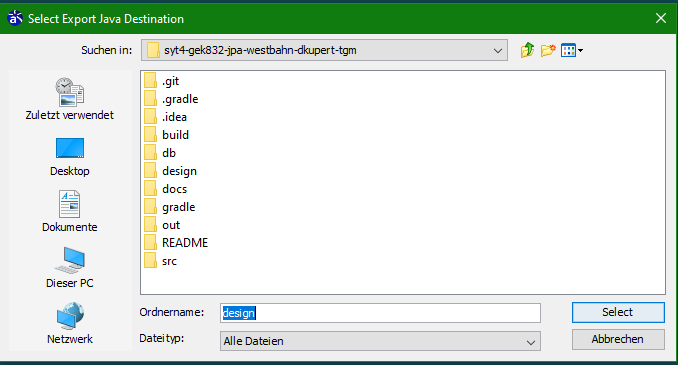 Select Export Java Destination
Suchen in:
syt4-gek832-jpa-westbahn-dkupert-tgm
Zuletzt verwendet
Desktop
Dokumente
Dieser PC
Netzwerk
.git
.gradle
.idea
build
db
design
docs
gradle
out
README
src
Ordnername:
design
Select
Dateityp:
Alle Dateien
Abbrechen